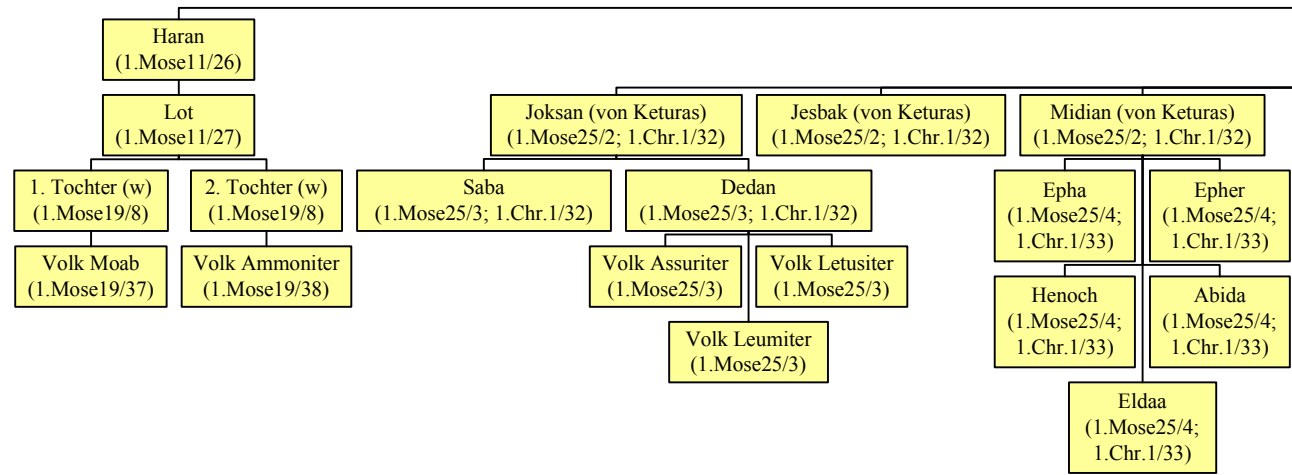 Haran
(1.Mose11/26)
Lot
(1.Mose11/27)
Joksan (von Keturas)
(1.Mose25/2; 1.Chr.1/32)
Jesbak (von Keturas)
(1.Mose25/2; 1.Chr.1/32)
Midian (von Keturas)
(1.Mose25/2; 1.Chr.1/32)
1. Tochter (w)
(1.Mose19/8)
2. Tochter (w)
(1.Mose19/8)
Saba
(1.Mose25/3; 1.Chr.1/32)
Dedan
(1.Mose25/3; 1.Chr.1/32)
Epha
(1.Mose25/4;
1.Chr.1/33)
Epher
(1.Mose25/4;
1.Chr.1/33)
Volk Moab
(1.Mose19/37)
Volk Ammoniter
(1.Mose19/38)
Volk Assuriter
(1.Mose25/3)
Volk Letusiter
(1.Mose25/3)
Henoch
(1.Mose25/4;
1.Chr.1/33)
Abida
(1.Mose25/4;
1.Chr.1/33)
Volk Leumiter
(1.Mose25/3)
Eldaa
(1.Mose25/4;
1.Chr.1/33)